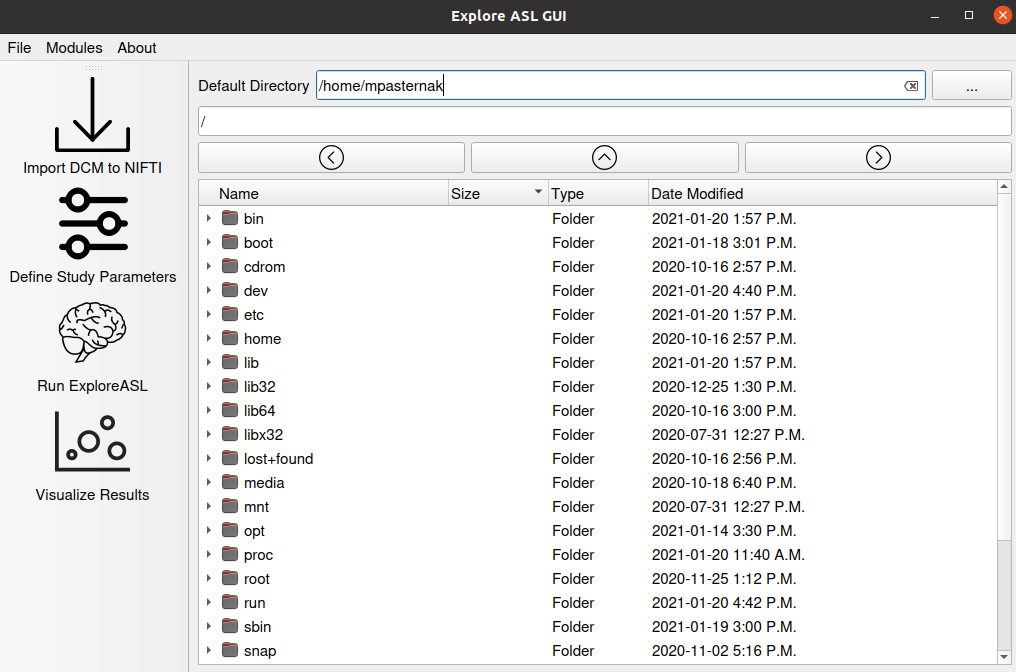 Explore ASL GUI
File Modules About
Default Directory /home/mpasternak ...
/
Import DCM to NIFTI
Define Study Parameters
Run ExploreASL
Visualize Results
Name Size Type Date Modified
bin Folder 2021-01-20 1:57 P.M.
boot Folder 2021-01-18 3:01 P.M.
cdrom Folder 2020-10-16 2:57 P.M.
dev Folder 2021-01-20 4:40 P.M.
etc Folder 2021-01-20 1:57 P.M.
home Folder 2020-10-16 2:57 P.M.
lib Folder 2021-01-20 1:57 P.M.
lib32 Folder 2020-12-25 1:30 P.M.
lib64 Folder 2020-10-16 3:00 P.M.
libx32 Folder 2020-07-31 12:27 P.M.
lost+found Folder 2020-10-16 2:56 P.M.
media Folder 2020-10-18 6:40 P.M.
mnt Folder 2020-07-31 12:27 P.M.
opt Folder 2021-01-14 3:30 P.M.
proc Folder 2021-01-20 11:40 A.M.
root Folder 2020-11-25 1:12 P.M.
run Folder 2021-01-20 4:42 P.M.
sbin Folder 2021-01-19 3:00 P.M.
snap Folder 2020-11-02 5:16 P.M.